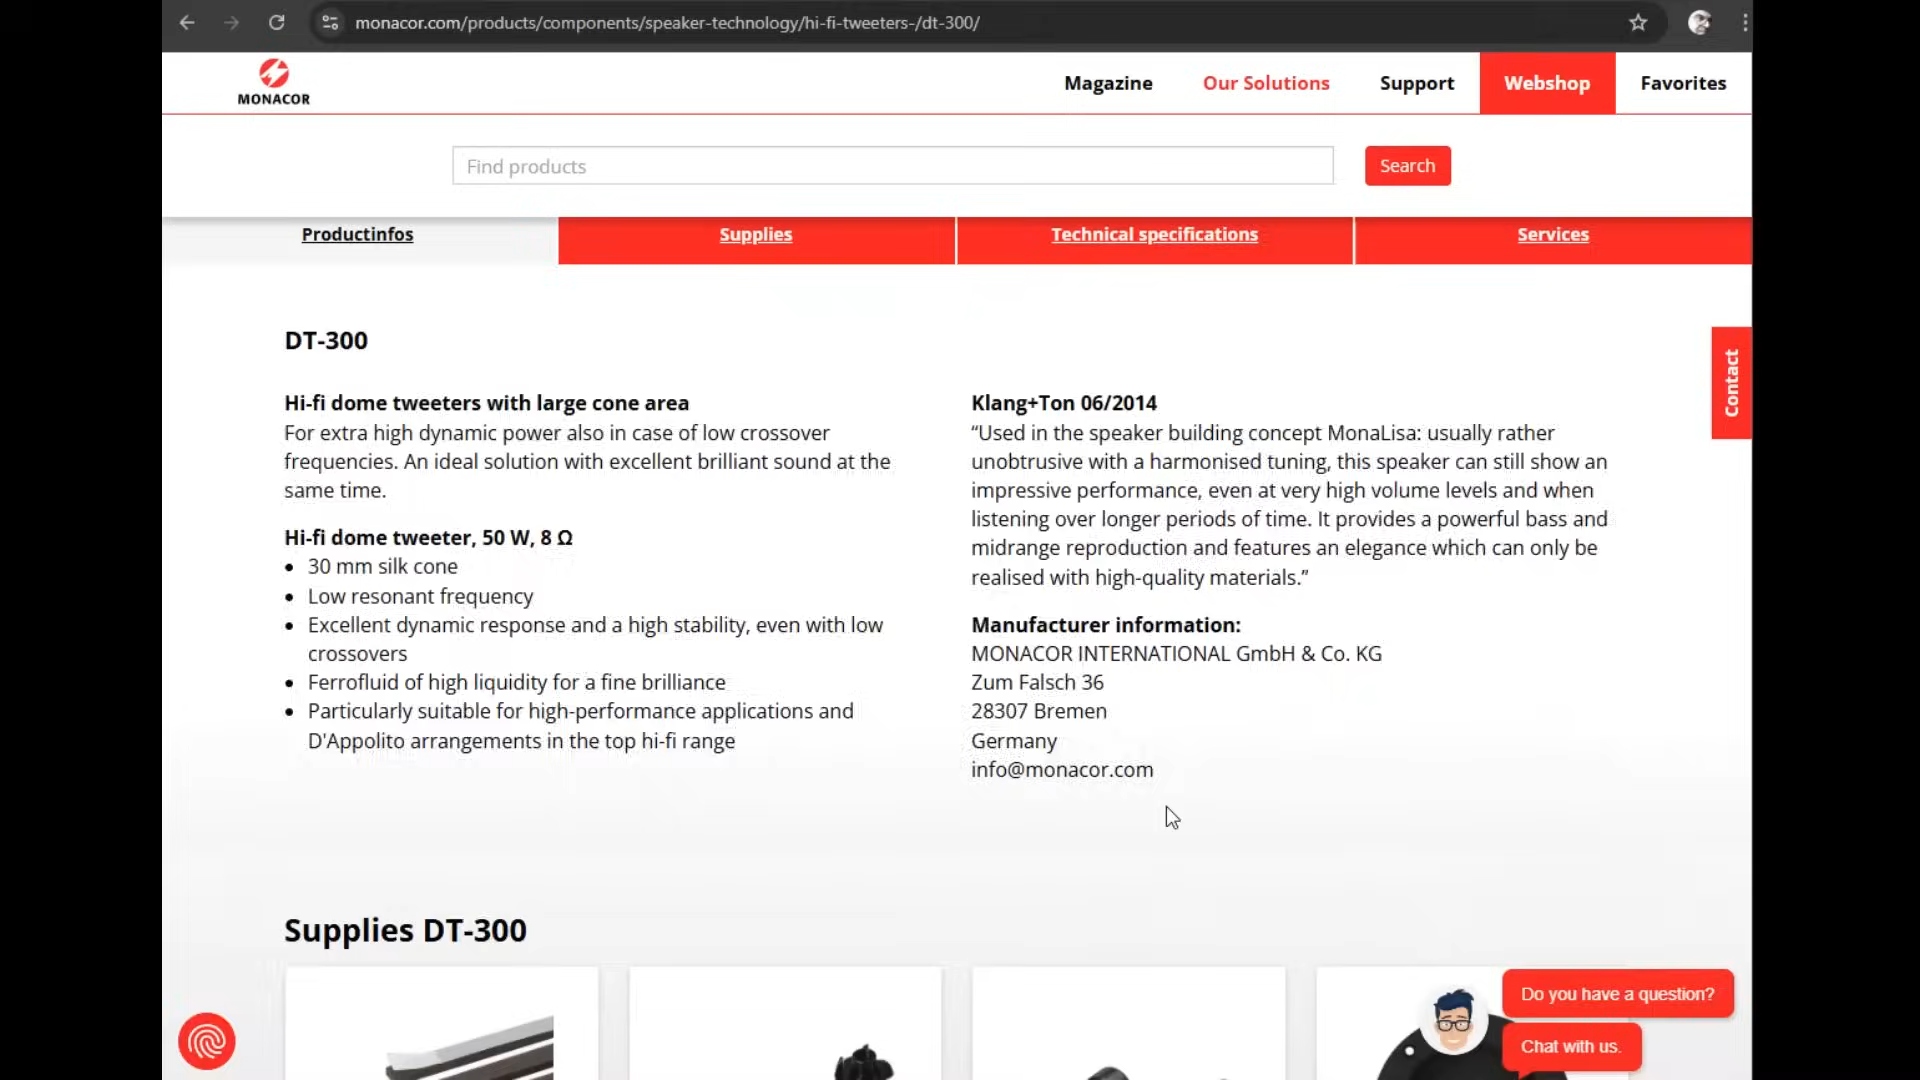 monacor.com/products/components/speaker-technology/hi-fi-tweeters-/dt-300/
MONACOR
Magazine
Our Solutions
Support
Webshop
Favorites
Find products
Search
Productinfos
Supplies
Technical specifications
Services
Contact
DT-300
Hi-fi dome tweeters with large cone area
For extra high dynamic power also in case of low crossover
frequencies. An ideal solution with excellent brilliant sound at the
same time.
Hi-fi dome tweeter, 50 W, 8 Ω
• 30 mm silk cone
• Low resonant frequency
• Excellent dynamic response and a high stability, even with low
crossovers
• Ferrofluid of high liquidity for a fine brilliance
• Particularly suitable for high-performance applications and
D'Appolito arrangements in the top hi-fi range
Klang+Ton 06/2014
“Used in the speaker building concept MonaLisa: usually rather
unobtrusive with a harmonised tuning, this speaker can still show an
impressive performance, even at very high volume levels and when
listening over longer periods of time. It provides a powerful bass and
midrange reproduction and features an elegance which can only be
realised with high-quality materials.”
Manufacturer information:
MONACOR INTERNATIONAL GmbH & Co. KG
Zum Falsch 36
28307 Bremen
Germany
info@monacor.com
Supplies DT-300
Do you have a question?
Chat with us.